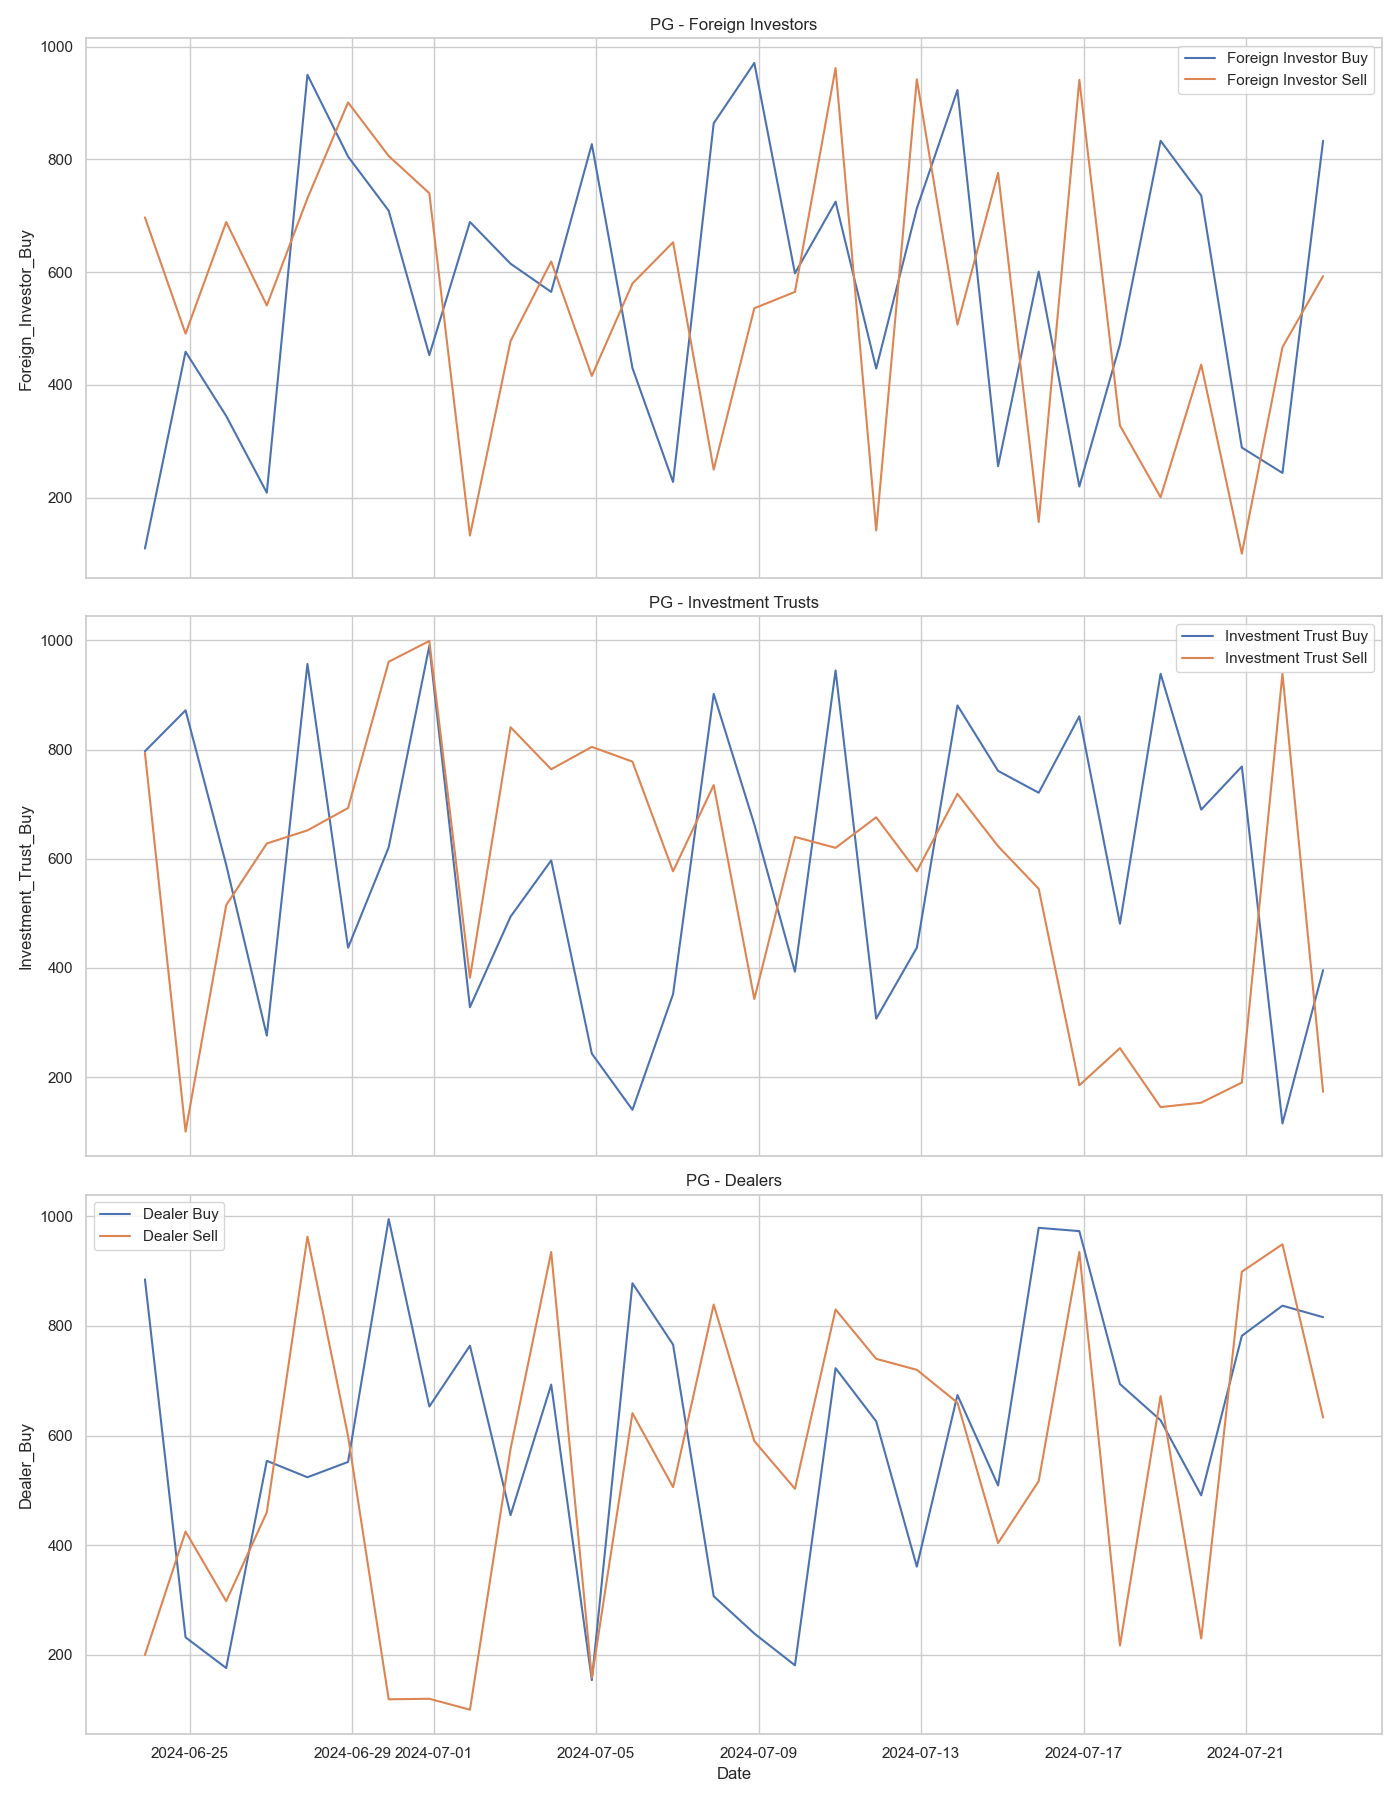 PG - Foreign Investors
1000
800
600
400
200
Foreign_Investor_Buy
Foreign Investor Buy
Foreign Investor Sell
PG - Investment Trusts
1000
800
600
400
200
Investment_Trust_Buy
Investment Trust Buy
Investment Trust Sell
PG - Dealers
1000
800
600
400
200
Dealer_Buy
Dealer Buy
Dealer Sell
2024-06-25 2024-06-29 2024-07-01 2024-07-05 2024-07-09 2024-07-13 2024-07-17 2024-07-21
Date